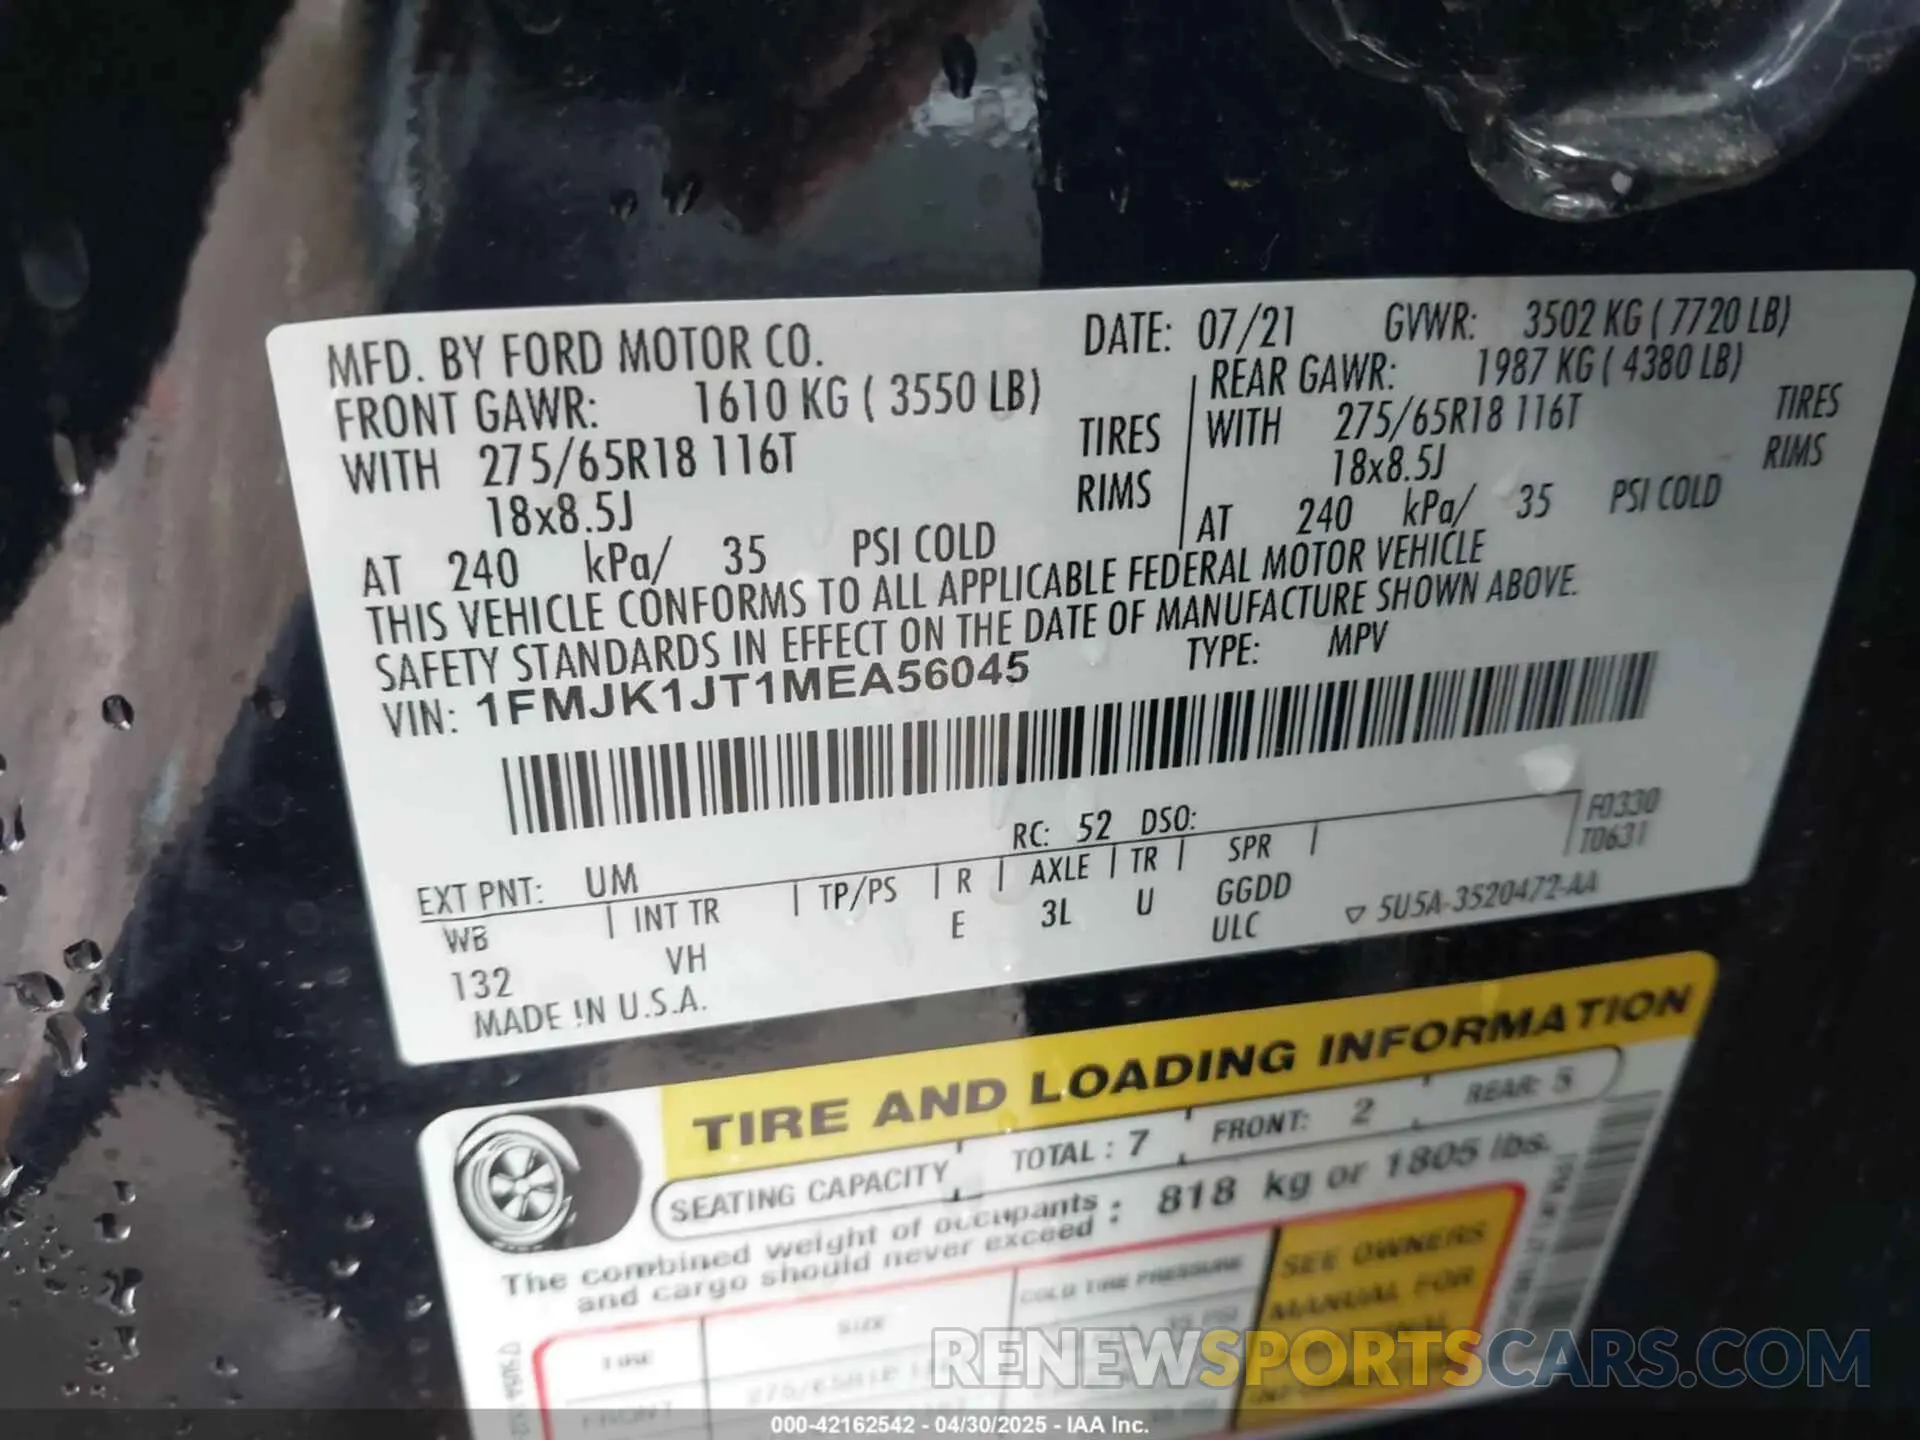 MFD. BY FORD MOTOR CO.
DATE: 07/21 GVWR: 3502 KG ( 7720 LB)
FRONT GAWR: 1610 KG ( 3550 LB)
REAR GAWR: 1987 KG ( 4380 LB)
WITH 275/65R18 116T TIRES
WITH 275/65R18 116T TIRES
18x8.5J RIMS
18x8.5J RIMS
AT 240 kPa/ 35 PSI COLD
AT 240 kPa/ 35 PSI COLD
THIS VEHICLE CONFORMS TO ALL APPLICABLE FEDERAL MOTOR VEHICLE
SAFETY STANDARDS IN EFFECT ON THE DATE OF MANUFACTURE SHOWN ABOVE.
VIN: 1FMJK1JT1MEA56045 TYPE: MPV
F0330
T0631
EXT PNT: UM RC: 52 DSO:
WB INT TR TP/PS R AXLE TR SPR
132 VH E 3L U GGDD
ULC
▽ 5U5A-3520472-AA
MADE IN U.S.A.
TIRE AND LOADING INFORMATION
SEATING CAPACITY TOTAL : 7 FRONT: 2 REAR: 5
The combined weight of occupants
and cargo should never exceed : 818 kg or 1805 lbs.
TIRE SIZE COLD TIRE PRESSURE
SEE OWNERS
MANUAL FOR
FRONT
RENEWSPORTSCARS.COM
000-42162542 - 04/30/2025 - IAA Inc.